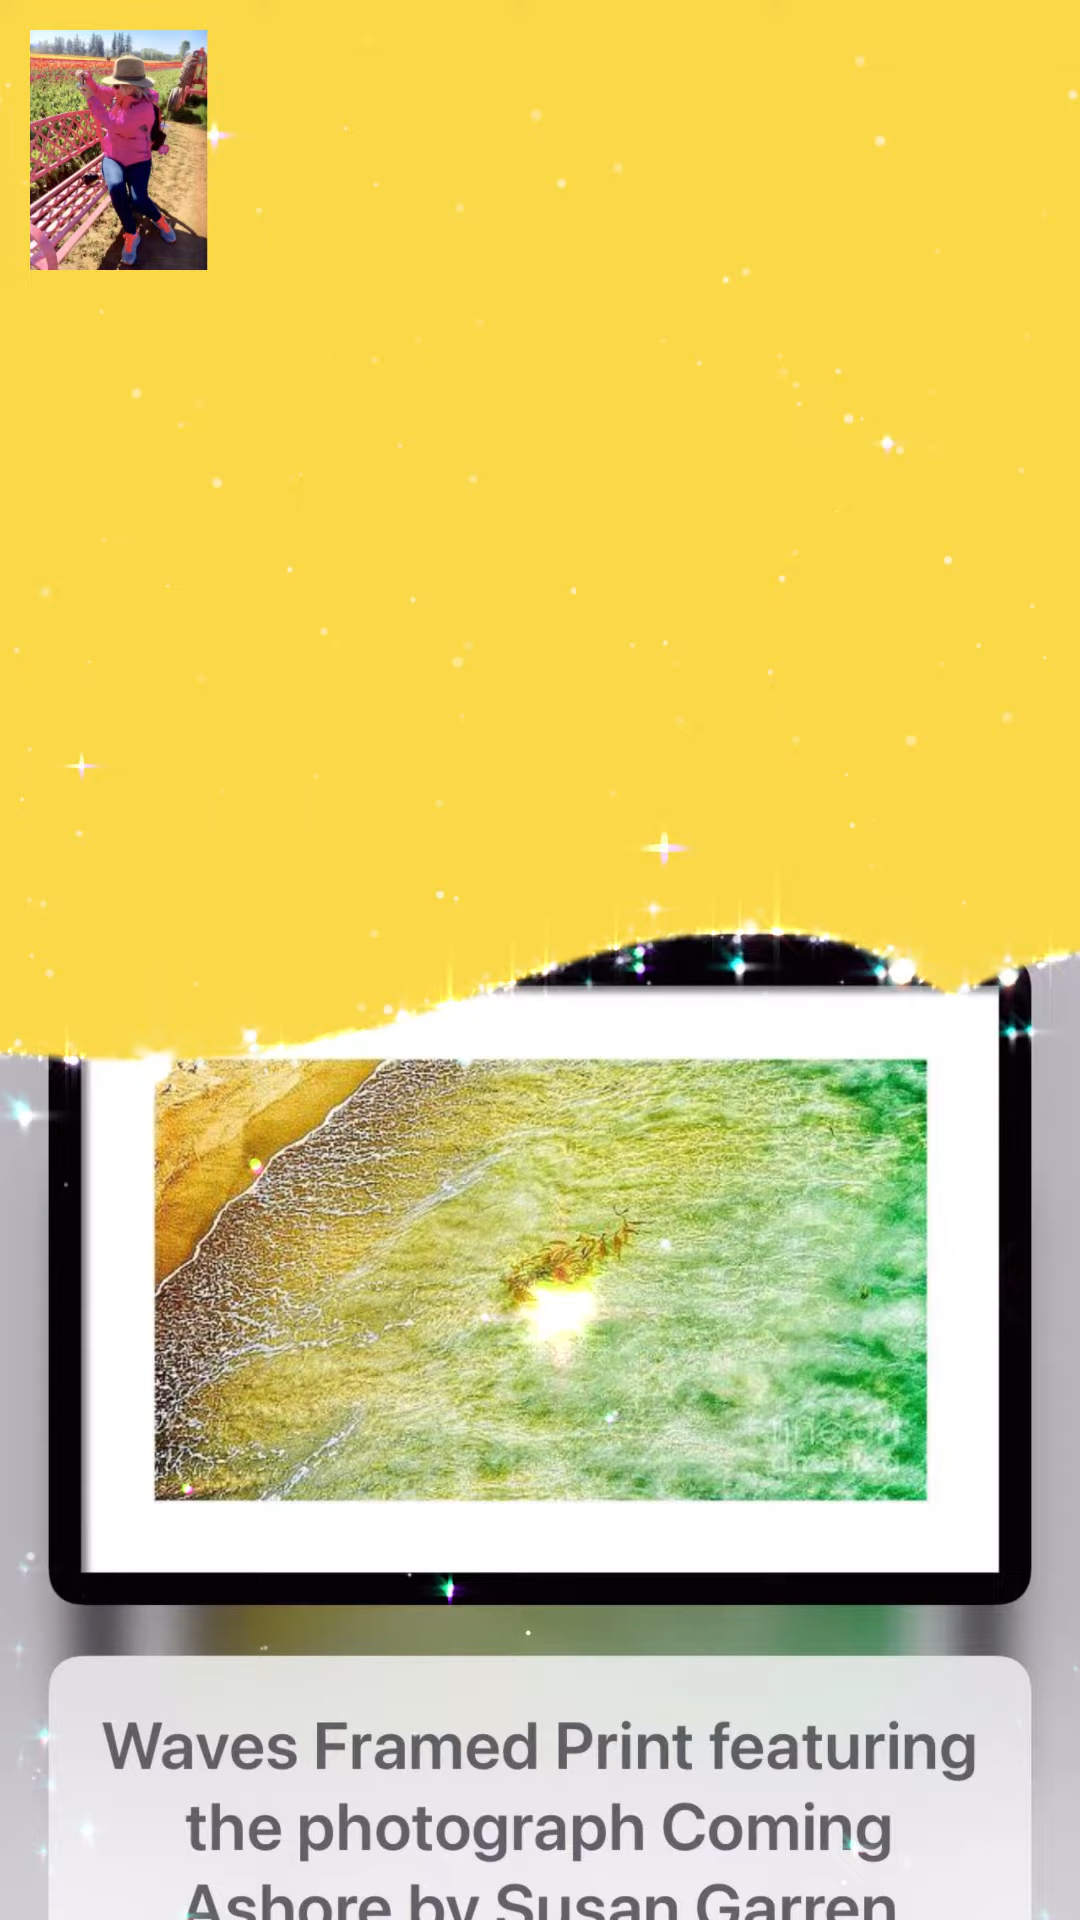 Waves Framed Print featuring
the photograph Coming
Ashore by Susan Garren